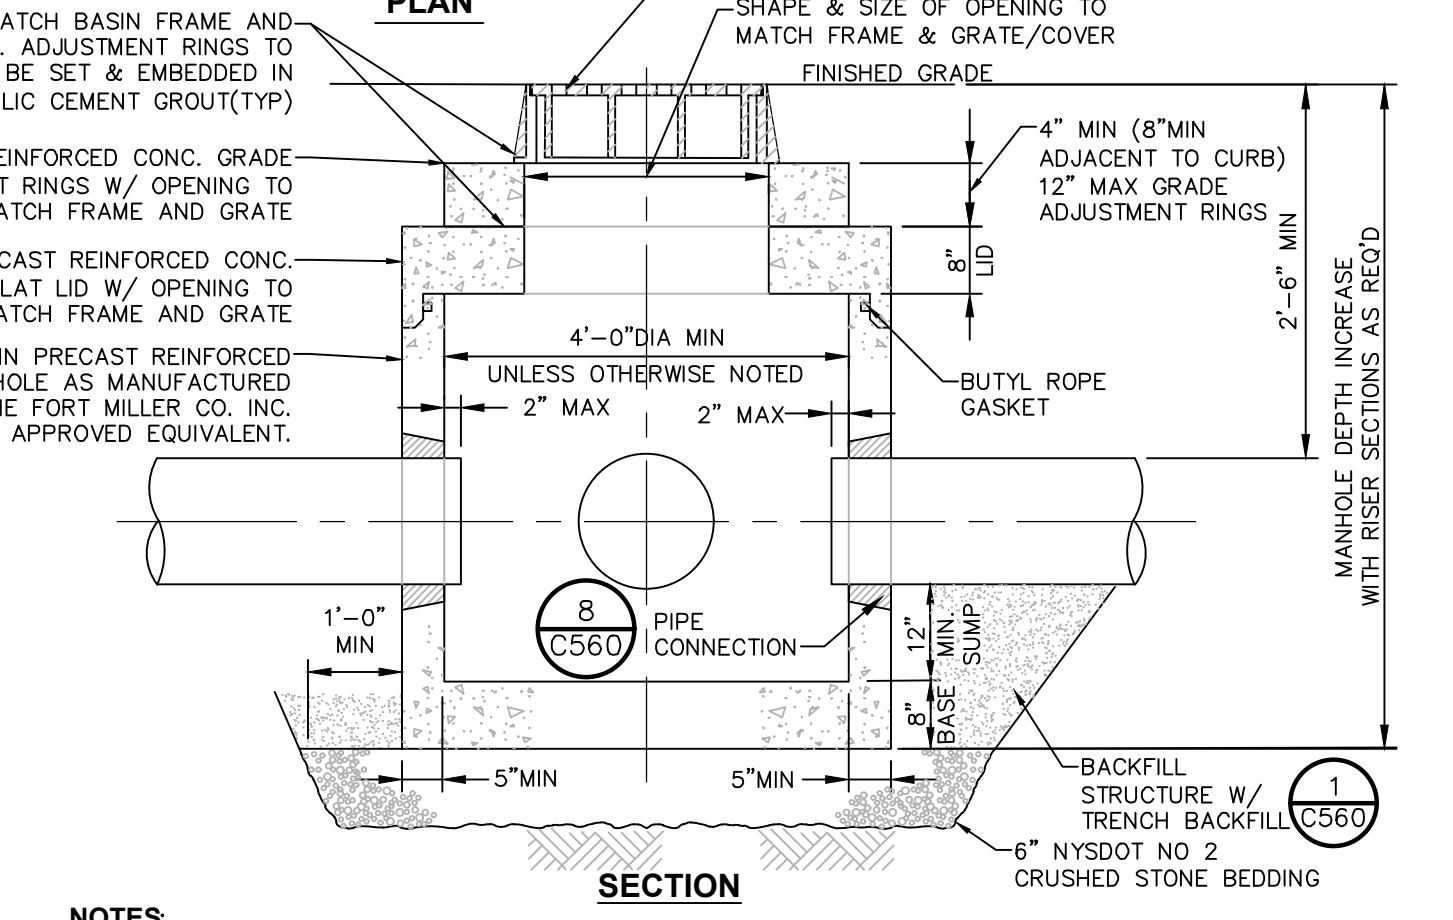 PLAN
ATCH BASIN FRAME AND
. ADJUSTMENT RINGS TO
BE SET & EMBEDDED IN
LIC CEMENT GROUT(TYP)
EINFORCED CONC. GRADE
T RINGS W/ OPENING TO
ATCH FRAME AND GRATE
CAST REINFORCED CONC.
LAT LID W/ OPENING TO
ATCH FRAME AND GRATE
IN PRECAST REINFORCED
HOLE AS MANUFACTURED
HE FORT MILLER CO. INC.
APPROVED EQUIVALENT.
SHAPE & SIZE OF OPENING TO
MATCH FRAME & GRATE/COVER
FINISHED GRADE
4" MIN (8"MIN
ADJACENT TO CURB)
12" MAX GRADE
ADJUSTMENT RINGS
8"
LID
2'-6" MIN
MANHOLE DEPTH INCREASE
WITH RISER SECTIONS AS REQ'D
4'-0"DIA MIN
UNLESS OTHERWISE NOTED
2" MAX
2" MAX
BUTYL ROPE
GASKET
1'-0"
MIN
8
C560
PIPE
CONNECTION
12"
MIN.
SUMP
8"
BASE
5"MIN
5"MIN
BACKFILL
STRUCTURE W/
TRENCH BACKFILL
1
C560
6" NYSDOT NO 2
CRUSHED STONE BEDDING
SECTION
NOTES: